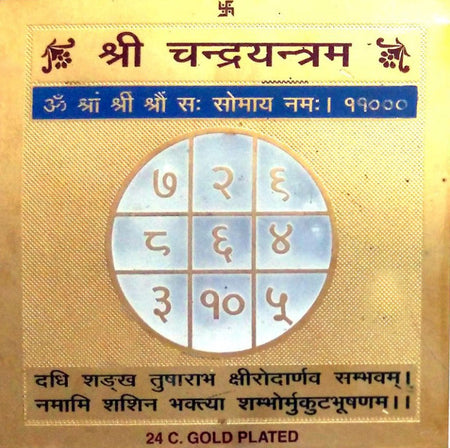 श्री चन्द्रयन्त्रम
ॐ श्रां श्रीं श्रौं सः सोमाय नमः। ११०००
७ २ ९
८ ६ ४
३ १० ५
दधि शङ्ख तुषाराभ क्षीरोदार्णव सम्भवम्।
नमामि शशिन भक्त्या शम्भोर्मुकुटभूषणम्।।
24 C. GOLD PLATED